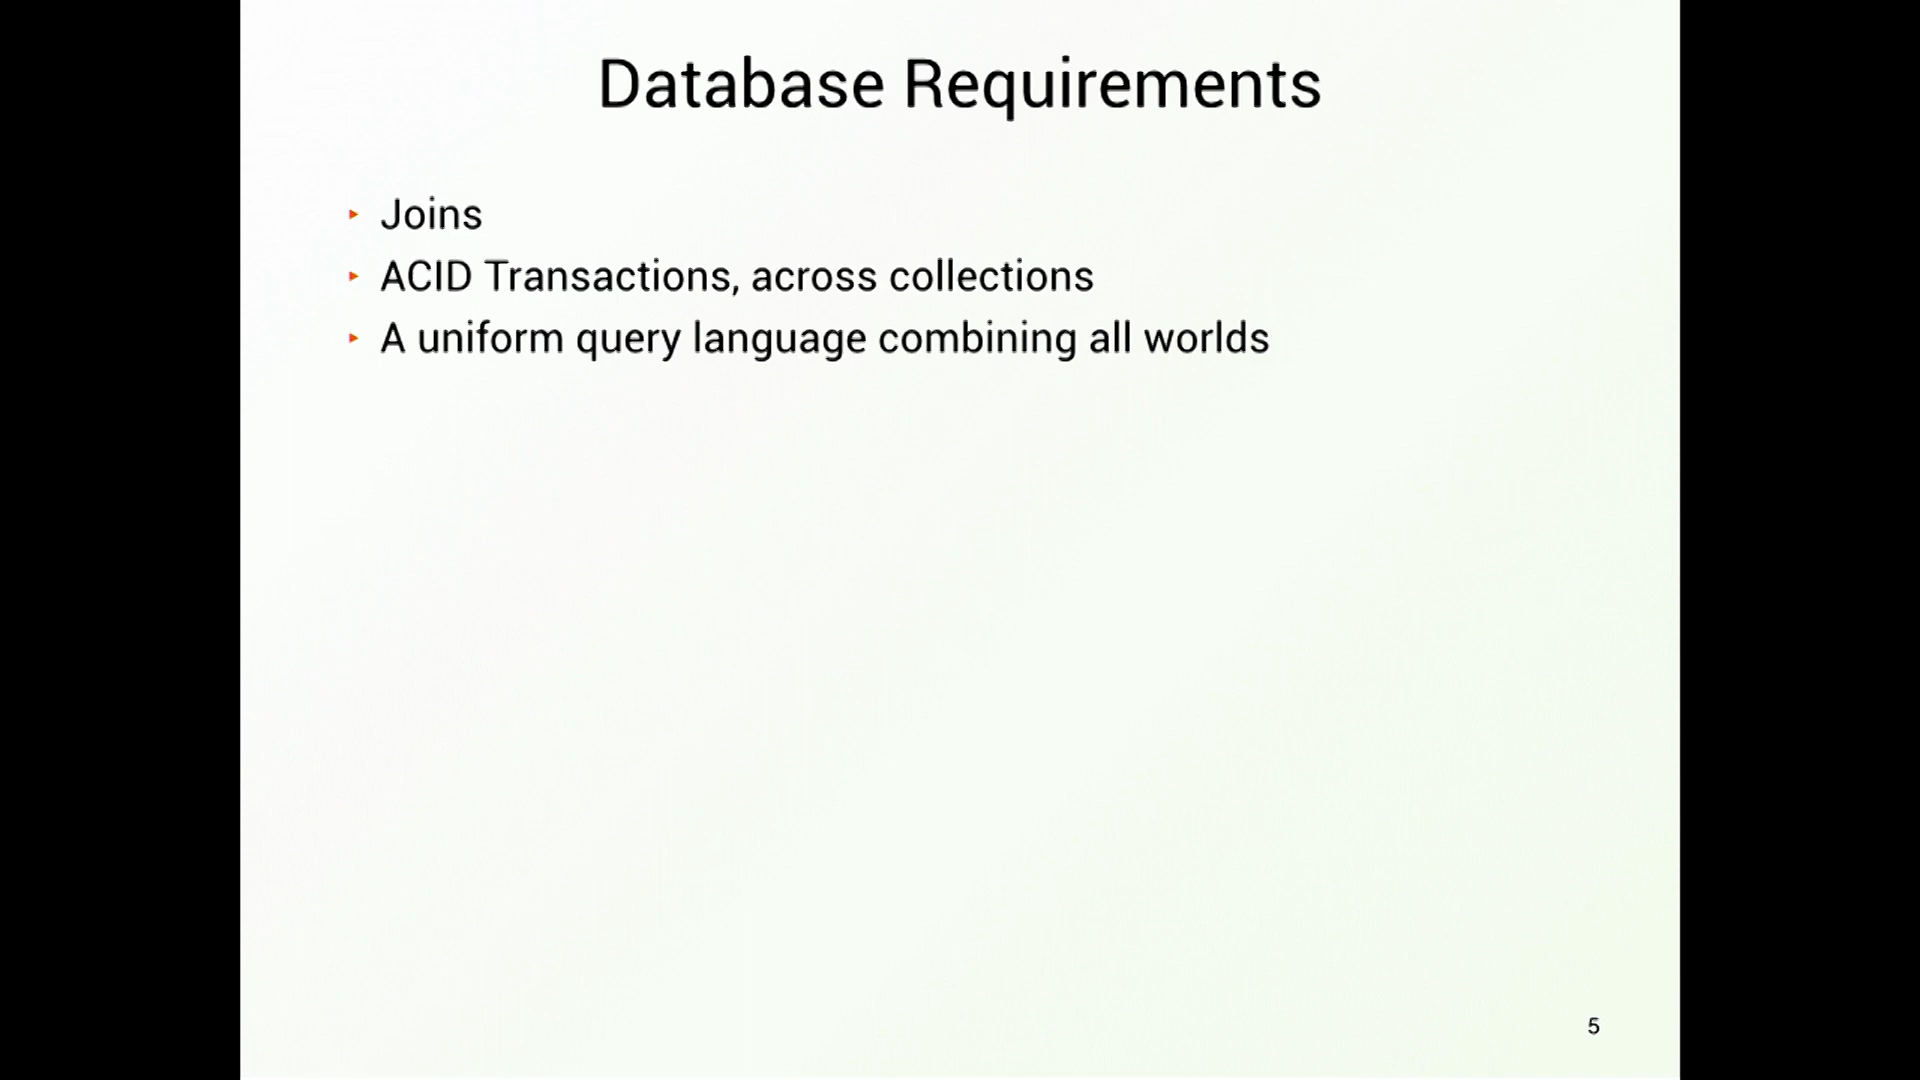 Database Requirements
‣ Joins
‣ ACID Transactions, across collections
‣ A uniform query language combining all worlds
5